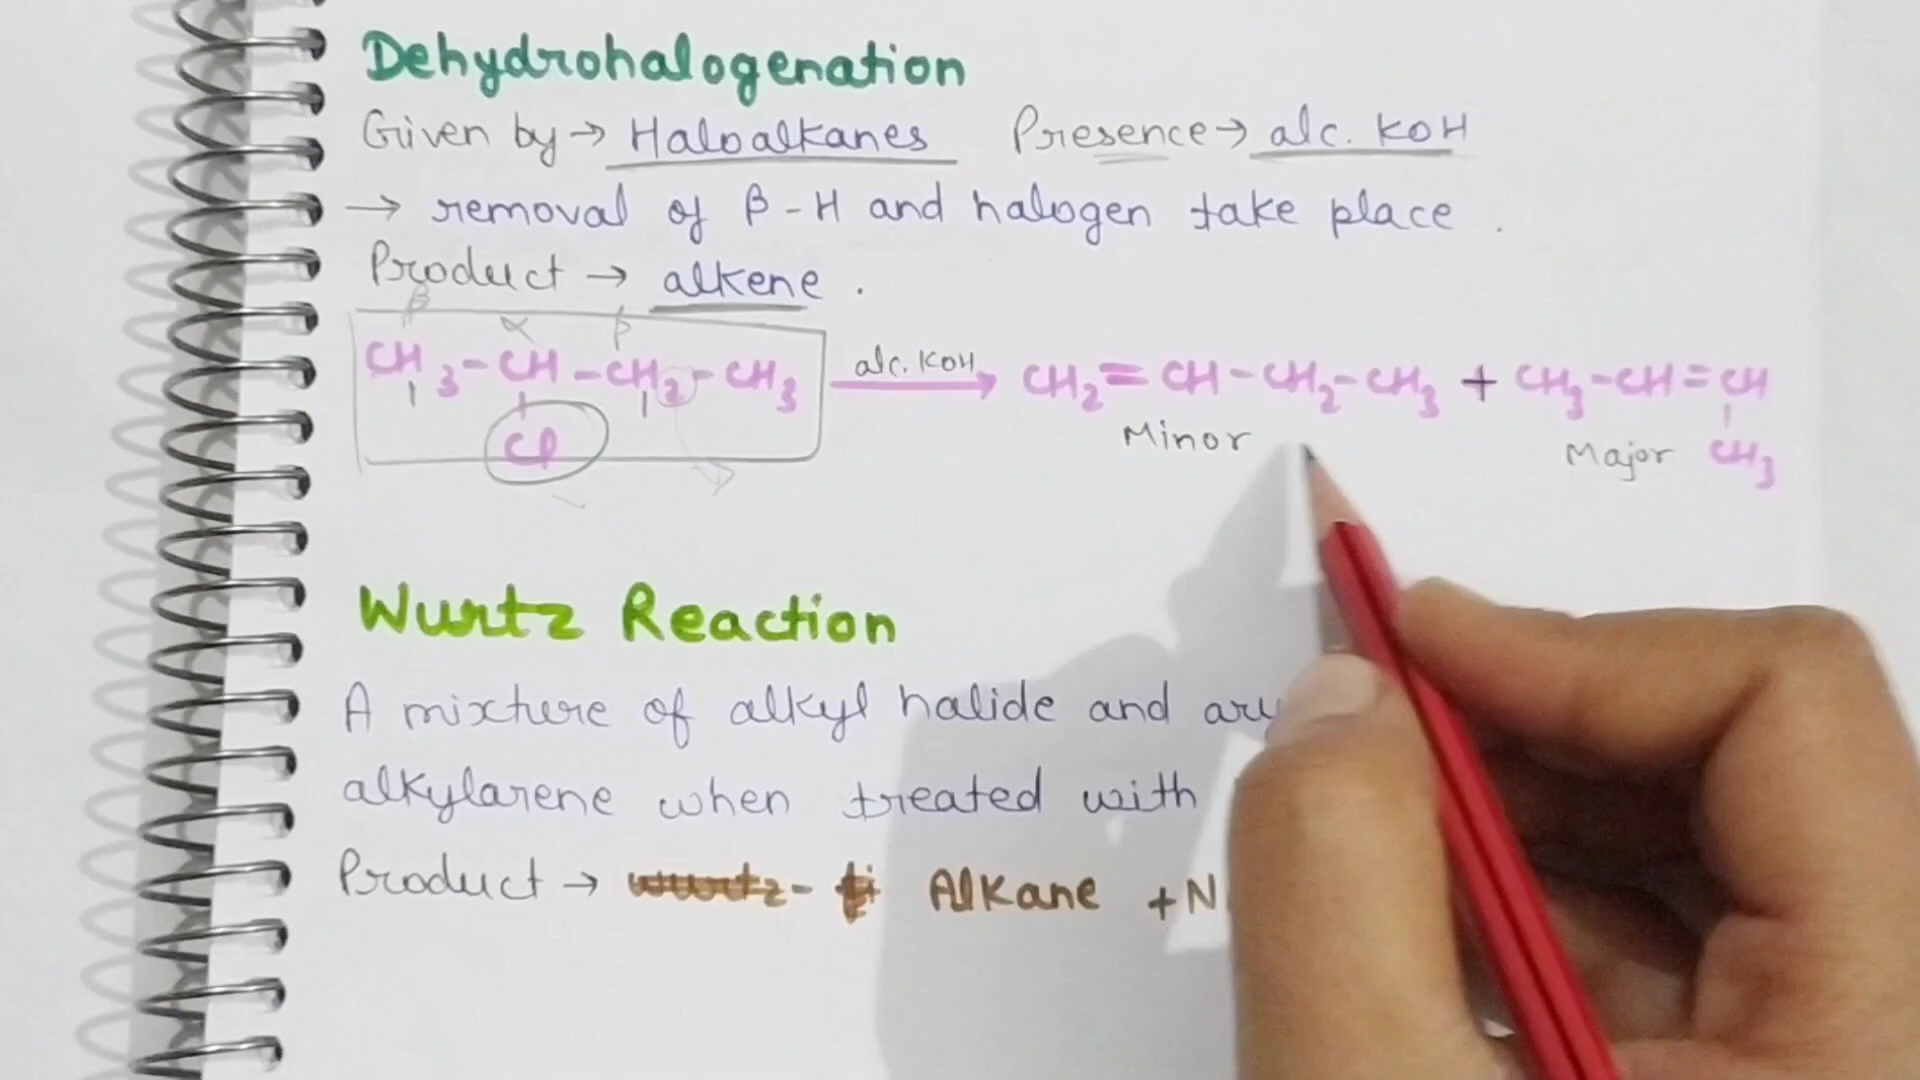 Dehydrohalogenation
Given by → Haloalkanes Presence → alc. KOH
→ removal of β-H and halogen take place.
Product → alkene.
β α β
CH3-CH-CH2-CH3 alc. KOH → CH2=CH-CH2-CH3 + CH3-CH=CH
Cl Minor Major CH3
Wurtz Reaction
A mixture of alkyl halide and
alkylarene when treated with
Product → Alkane + N